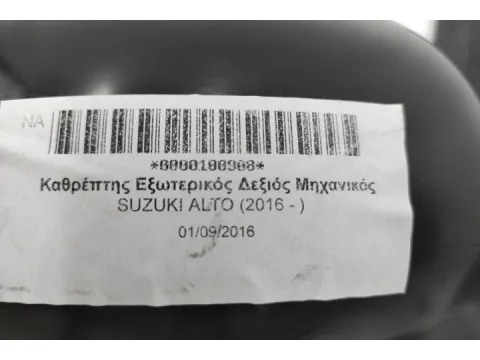 NA
*0000100908*
Καθρέπτης Εξωτερικός Δεξιός Μηχανικός
SUZUKI ALTO (2016 - )
01/09/2016